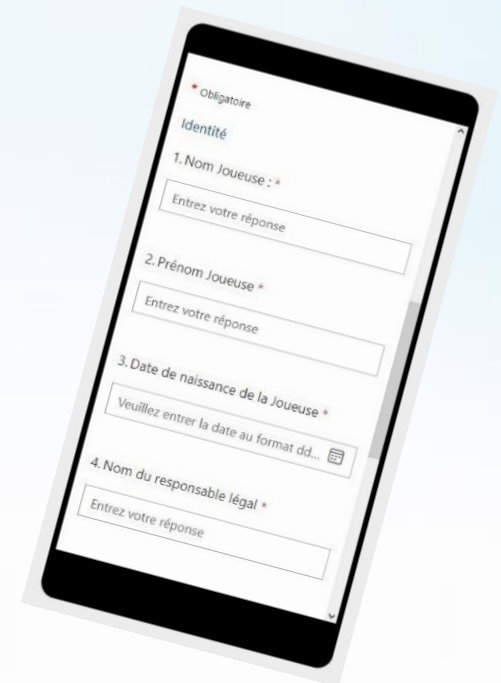 * Obligatoire
Identité
1. Nom Joueuse : *
Entrez votre réponse
2. Prénom Joueuse *
Entrez votre réponse
3. Date de naissance de la Joueuse *
Veuillez entrer la date au format dd...
4. Nom du responsable légal *
Entrez votre réponse